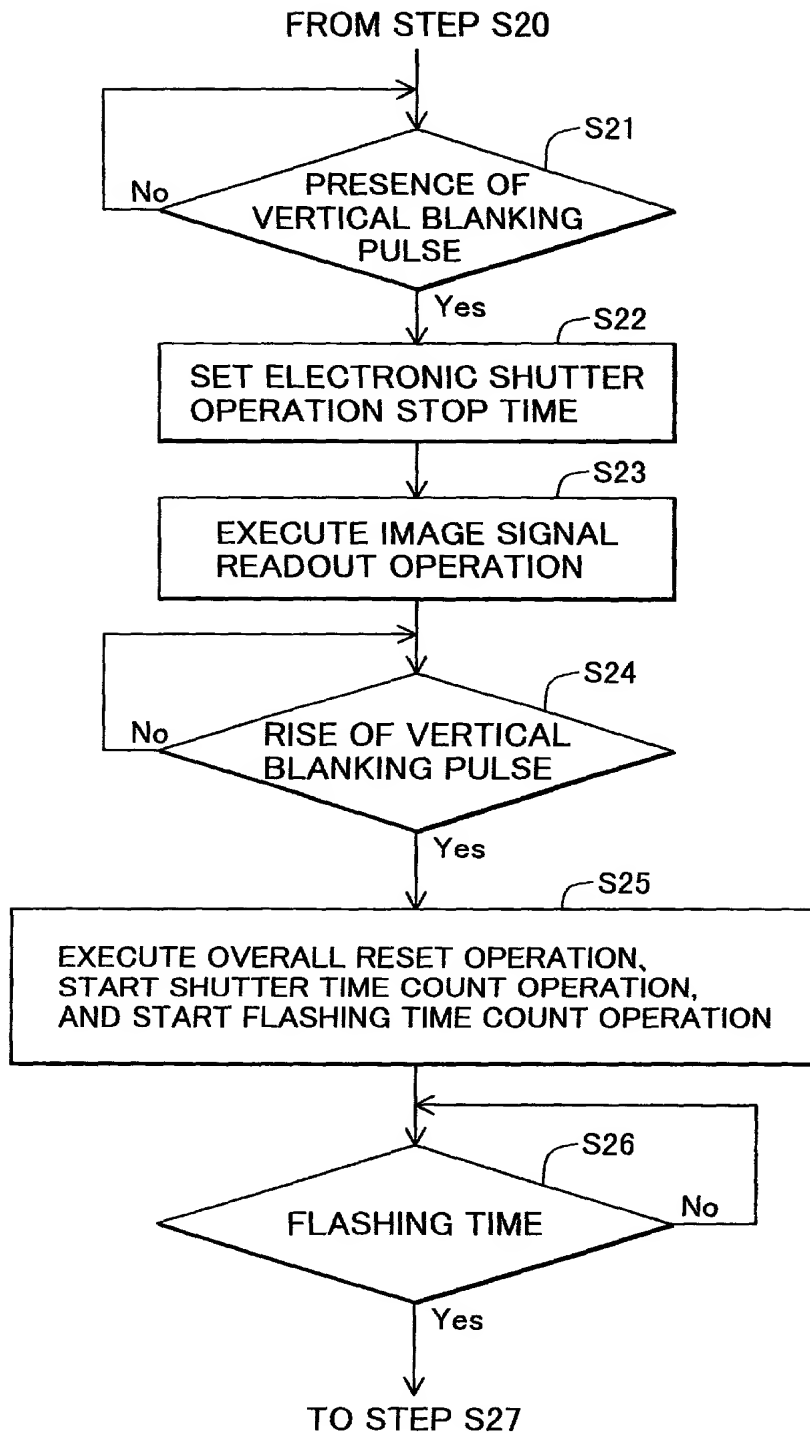 FROM STEP S20
S21
No
PRESENCE OF
VERTICAL BLANKING
PULSE
Yes
S22
SET ELECTRONIC SHUTTER
OPERATION STOP TIME
S23
EXECUTE IMAGE SIGNAL
READOUT OPERATION
S24
No
RISE OF VERTICAL
BLANKING PULSE
Yes
S25
EXECUTE OVERALL RESET OPERATION,
START SHUTTER TIME COUNT OPERATION,
AND START FLASHING TIME COUNT OPERATION
S26
FLASHING TIME
No
Yes
TO STEP S27